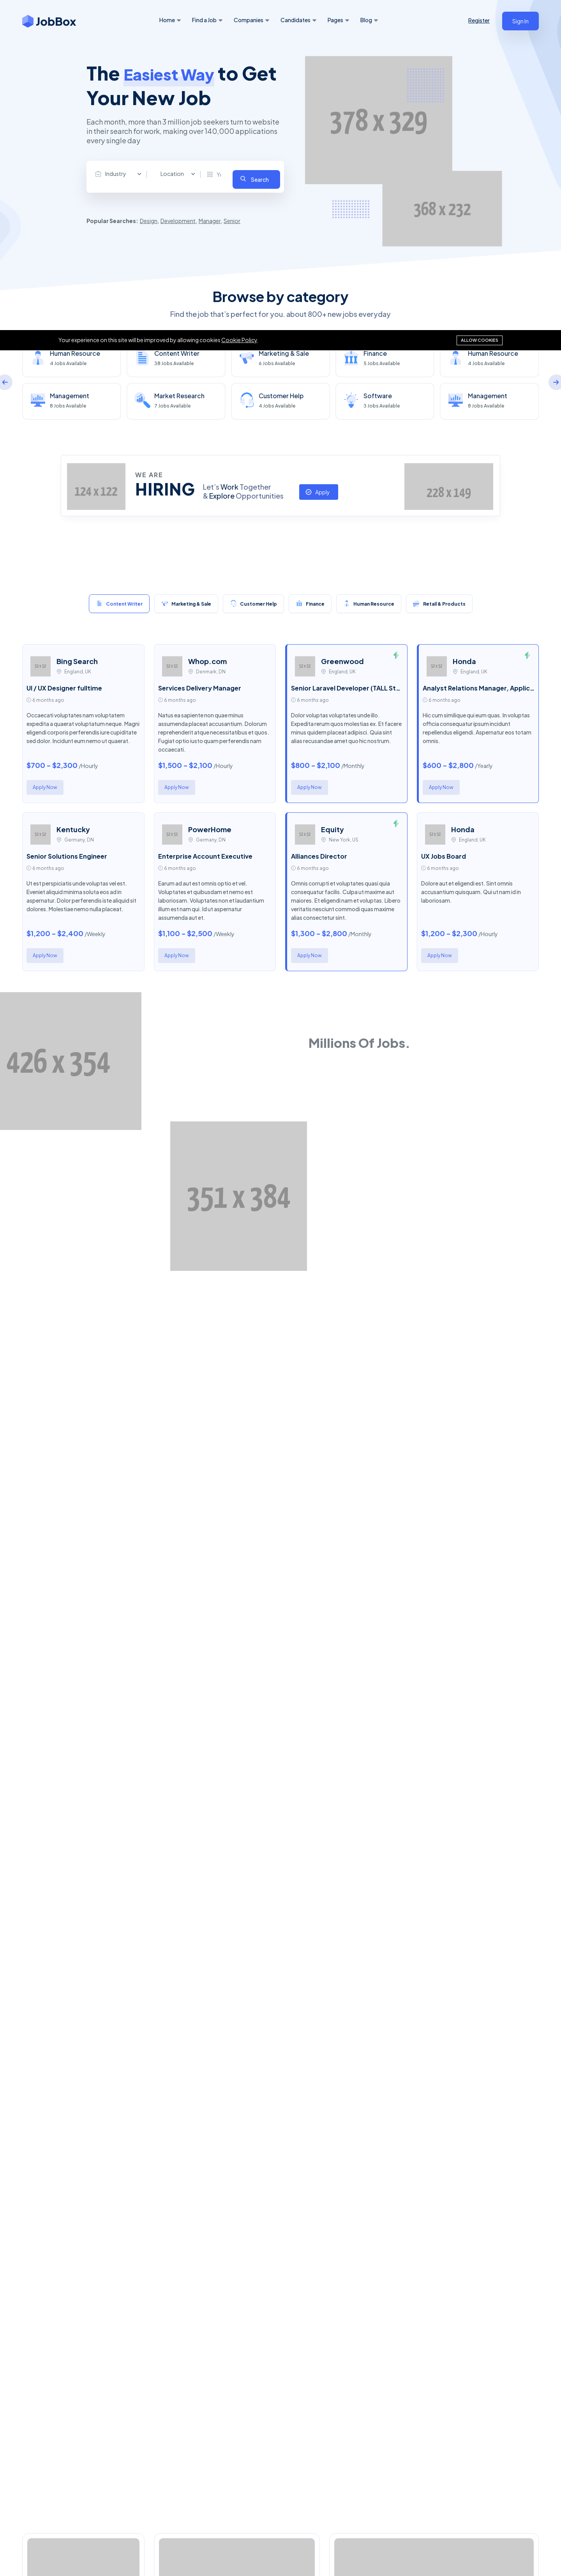 JobBox
Home
Find a Job
Companies
Candidates
Pages
Blog
Register
Sign In
The Easiest Way to Get
Your New Job
Each month, more than 3 million job seekers turn to website
in their search for work, making over 140,000 applications
every single day
Industry
Location
Search
Popular Searches: Design, Development, Manager, Senior
378 x 329
368 x 232
Browse by category
Find the job that's perfect for you. about 800+ new jobs everyday
Your experience on this site will be improved by allowing cookies Cookie Policy
ALLOW COOKIES
Human Resource
4 Jobs Available
Content Writer
38 Jobs Available
Marketing & Sale
6 Jobs Available
Finance
5 Jobs Available
Human Resource
4 Jobs Available
Management
8 Jobs Available
Market Research
7 Jobs Available
Customer Help
4 Jobs Available
Software
3 Jobs Available
Management
8 Jobs Available
124 x 122
WE ARE
HIRING
Let's Work Together
& Explore Opportunities
Apply
228 x 149
Content Writer
Marketing & Sale
Customer Help
Finance
Human Resource
Retail & Products
Bing Search
England, UK
UI / UX Designer fulltime
6 months ago
Occaecati voluptates nam voluptatem
expedita a quaerat voluptatum neque. Magni
eligendi corporis perferendis iure cupiditate
sed dolor. Incidunt eum nemo ut quaerat.
$700 - $2,300 /Hourly
Apply Now
Whop.com
Denmark, DN
Services Delivery Manager
6 months ago
Natus ea sapiente non quae minus
assumenda placeat accusantium. Dolorum
reprehenderit atque necessitatibus et quos.
Fugiat optio iusto quam perferendis nam
occaecati.
$1,500 - $2,100 /Hourly
Apply Now
Greenwood
England, UK
Senior Laravel Developer (TALL St...
6 months ago
Dolor voluptas voluptates unde illo.
Expedita rerum quos molestias ex. Et facere
minus quidem placeat adipisci. Quia sint
alias recusandae amet quo hic nostrum.
$800 - $2,100 /Monthly
Apply Now
Honda
England, UK
Analyst Relations Manager, Applic...
6 months ago
Hic cum similique qui eum quas. In voluptas
officia consequatur ipsum incidunt
repellendus eligendi. Aspernatur eos totam
omnis.
$600 - $2,800 /Yearly
Apply Now
Kentucky
Germany, DN
Senior Solutions Engineer
6 months ago
Ut est perspiciatis unde voluptas vel est.
Eveniet aliquid minima soluta eos ad in
aspernatur. Dolor perferendis iste aliquid sit
dolores. Molestiae nemo nulla placeat.
$1,200 - $2,400 /Weekly
Apply Now
PowerHome
Germany, DN
Enterprise Account Executive
6 months ago
Earum ad aut est omnis optio et vel.
Voluptates et quibusdam et nemo est
laboriosam. Voluptates non et laudantium
illum est nam qui. Id ut aspernatur
assumenda aut et.
$1,100 - $2,500 /Weekly
Apply Now
Equity
New York, US
Alliances Director
6 months ago
Omnis corrupti et voluptates quasi quia
consequatur facilis. Culpa ut maxime aut
maiores. Et eligendi nam et voluptas. Libero
veritatis nesciunt commodi quas maxime
alias consectetur sint.
$1,300 - $2,800 /Monthly
Apply Now
Honda
England, UK
UX Jobs Board
6 months ago
Dolore aut et eligendi est. Sint omnis
accusantium quisquam. Qui ut nam id in
laboriosam.
$1,200 - $2,300 /Hourly
Apply Now
426 x 354
Millions Of Jobs.
351 x 384